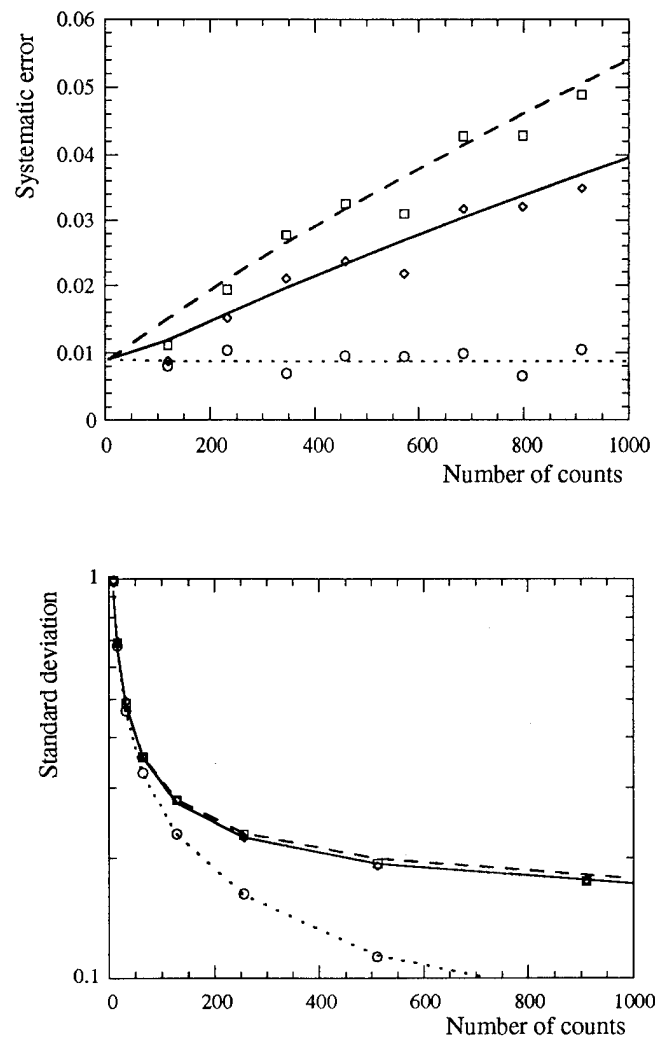 0.06
0.05
0.04
0.03
0.02
0.01
0
Systematic error
0 200 400 600 800 1000
Number of counts
1
0.1
Standard deviation
0 200 400 600 800 1000
Number of counts